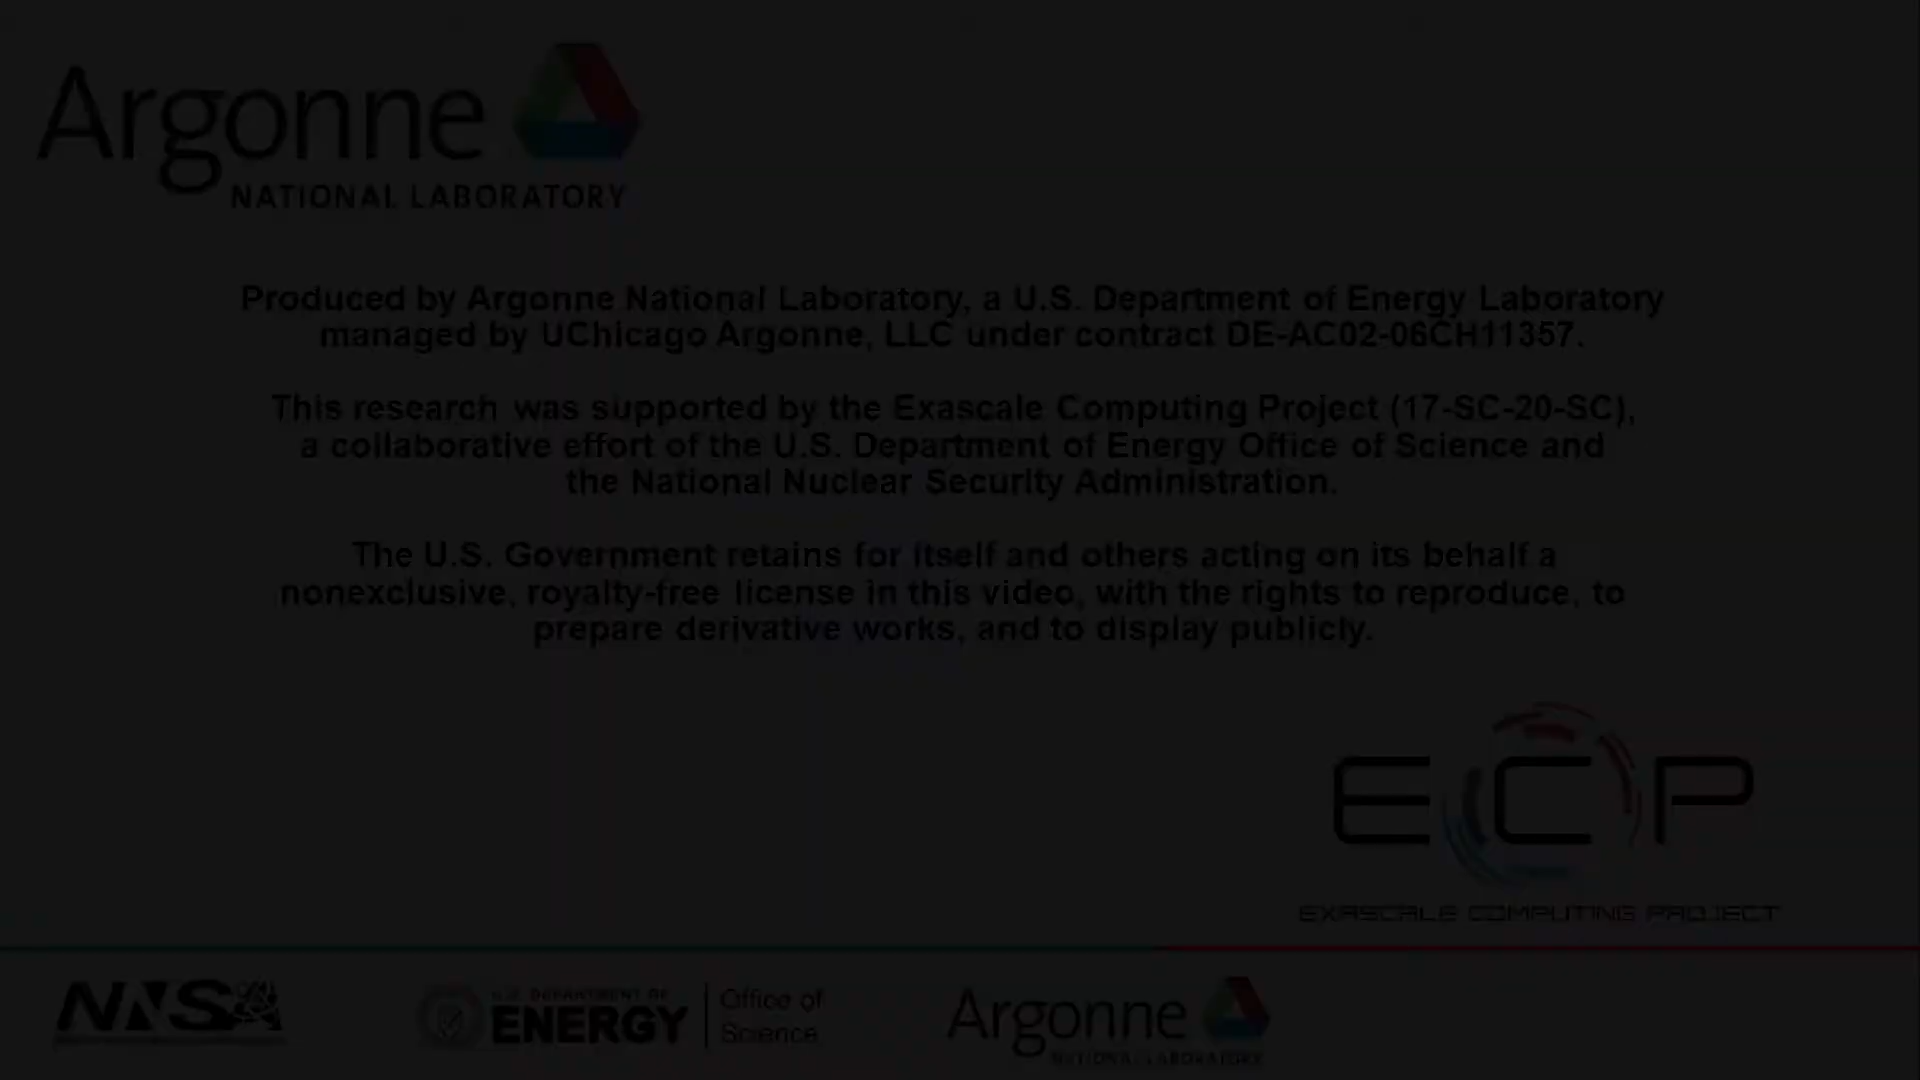 Argonne
NATIONAL LABORATORY
Produced by Argonne National Laboratory, a U.S. Department of Energy Laboratory
managed by UChicago Argonne, LLC under contract DE-AC02-06CH11357.
This research was supported by the Exascale Computing Project (17-SC-20-SC),
a collaborative effort of the U.S. Department of Energy Office of Science and
the National Nuclear Security Administration.
The U.S. Government retains for itself and others acting on its behalf a
nonexclusive, royalty-free license in this video, with the rights to reproduce, to
prepare derivative works, and to display publicly.
ECP
EXASCALE COMPUTING PROJECT
NNSA
U.S. DEPARTMENT OF
ENERGY
Office of
Science
Argonne
NATIONAL LABORATORY